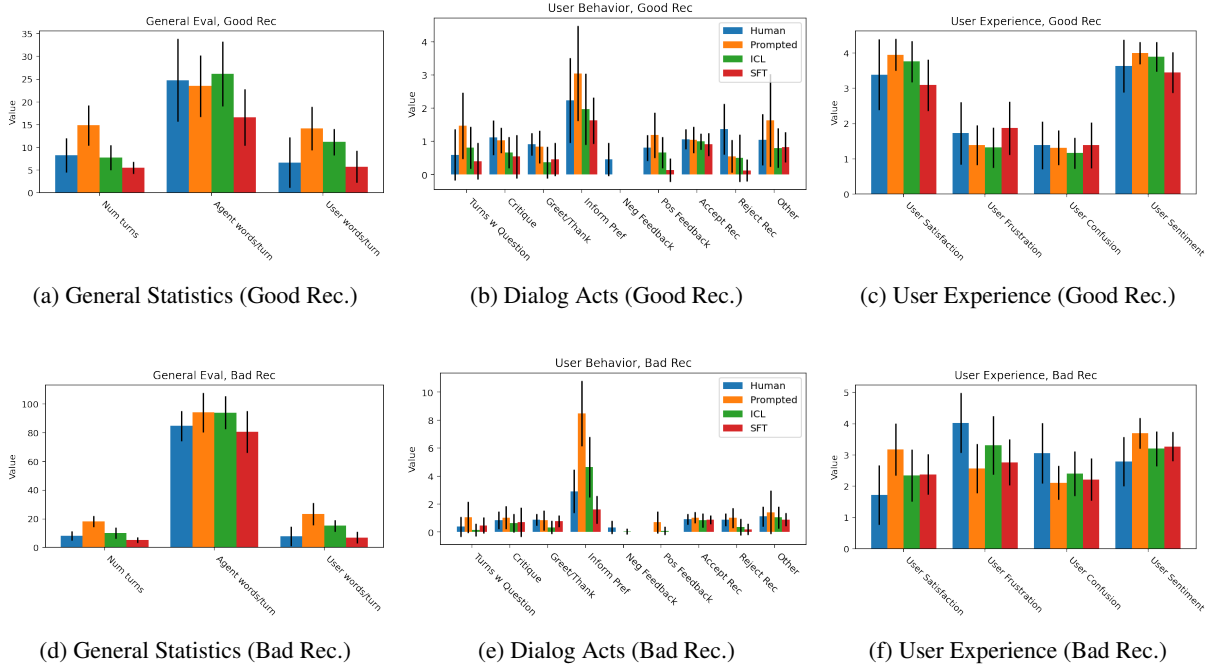 General Eval, Good Rec
35
30
25
20
15
10
5
0
Value
Num turns
Agent words/turn
User words/turn
(a) General Statistics (Good Rec.)
User Behavior, Good Rec
Human
Prompted
ICL
SFT
4
3
2
1
0
Value
Turns w Question
Critique
Greet/Thank
Inform Pref
Neg Feedback
Pos Feedback
Accept Rec
Reject Rec
Other
(b) Dialog Acts (Good Rec.)
User Experience, Good Rec
4
3
2
1
0
Value
User Satisfaction
User Frustration
User Confusion
User Sentiment
(c) User Experience (Good Rec.)
General Eval, Bad Rec
100
80
60
40
20
0
Value
Num turns
Agent words/turn
User words/turn
(d) General Statistics (Bad Rec.)
User Behavior, Bad Rec
Human
Prompted
ICL
SFT
10
8
6
4
2
0
Value
Turns w Question
Critique
Greet/Thank
Inform Pref
Neg Feedback
Pos Feedback
Accept Rec
Reject Rec
Other
(e) Dialog Acts (Bad Rec.)
User Experience, Bad Rec
5
4
3
2
1
0
Value
User Satisfaction
User Frustration
User Confusion
User Sentiment
(f) User Experience (Bad Rec.)